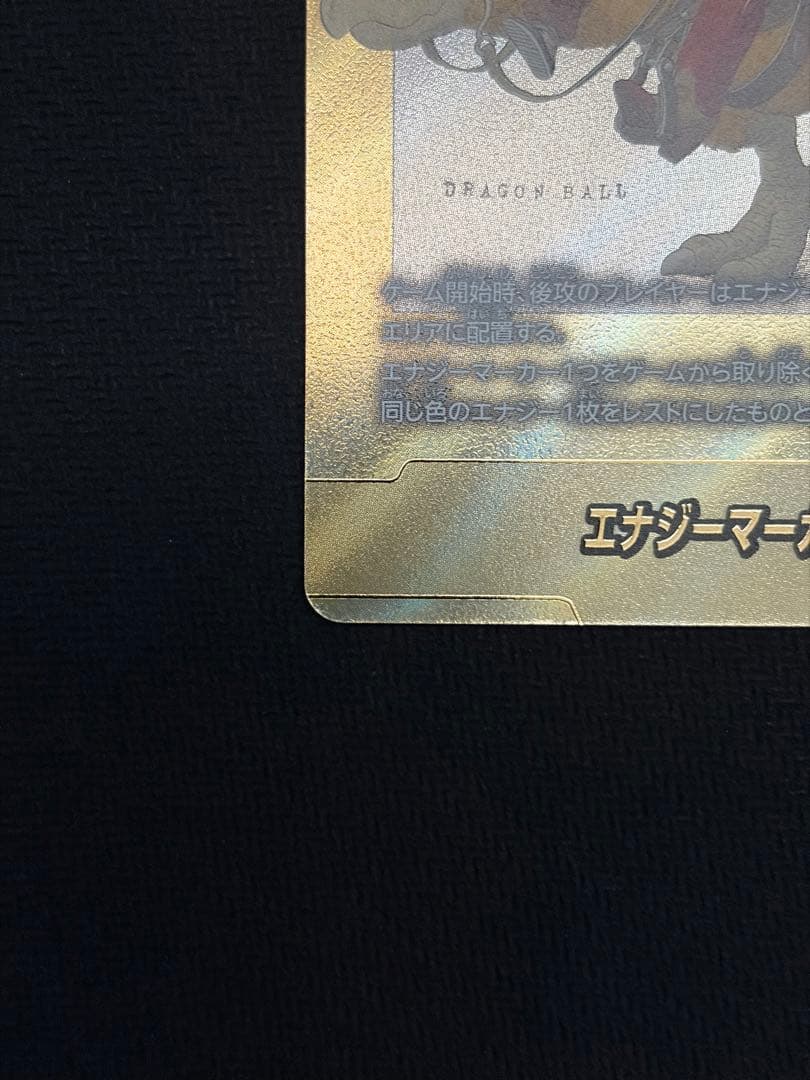 DRAGON BALL
ゲーム開始時、後攻のプレイヤーはエナジー
エリアに配置する。
エナジーマーカー1つをゲームから取り除く
同じ色のエナジー1枚をレストにしたものと
エナジーマーカ